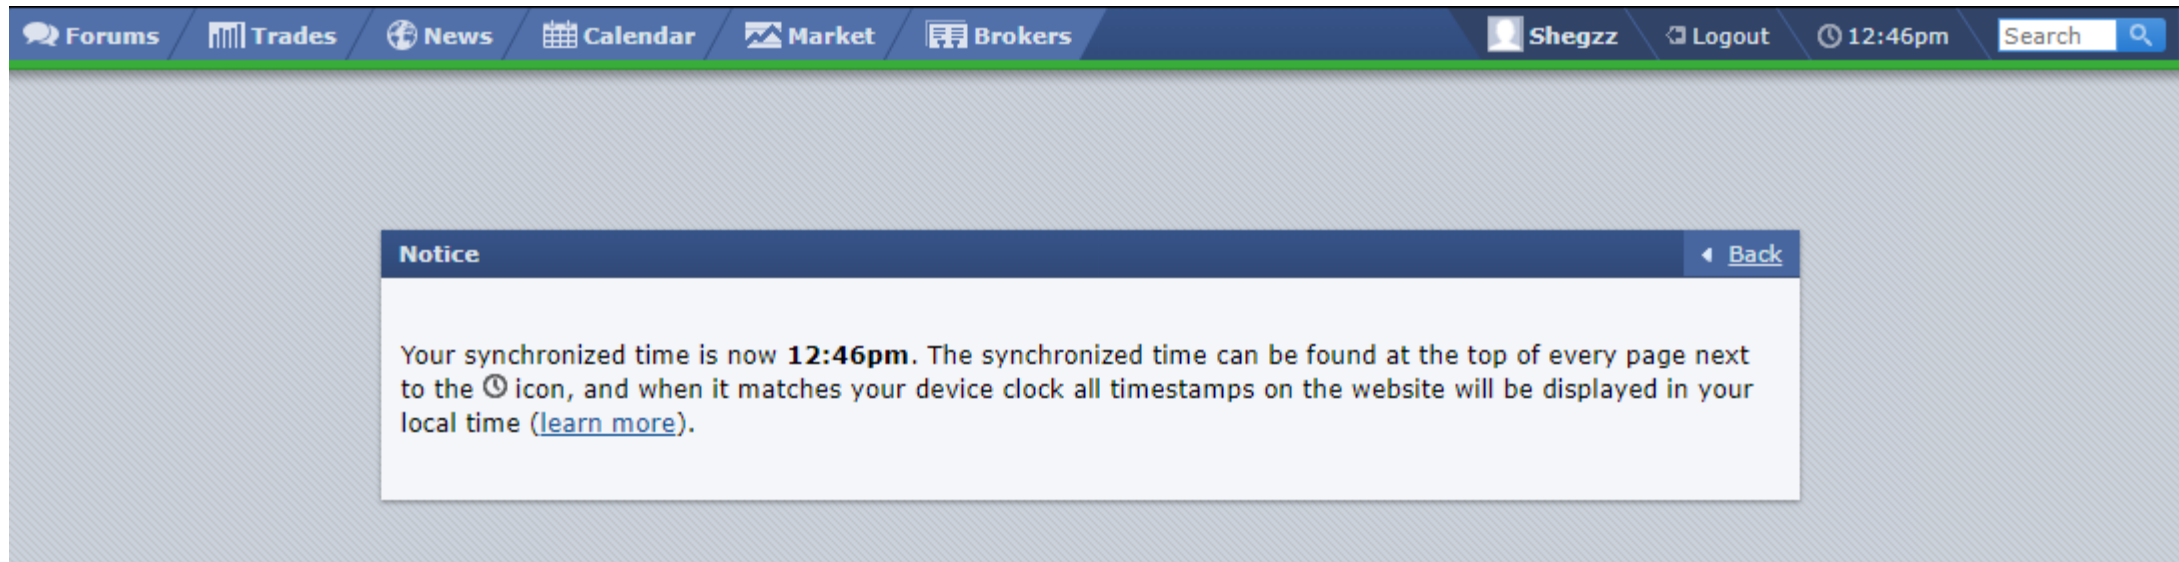 Forums Trades News Calendar Market Brokers Shegzz Logout 12:46pm Search
Notice Back
Your synchronized time is now 12:46pm. The synchronized time can be found at the top of every page next
to the icon, and when it matches your device clock all timestamps on the website will be displayed in your
local time (learn more).